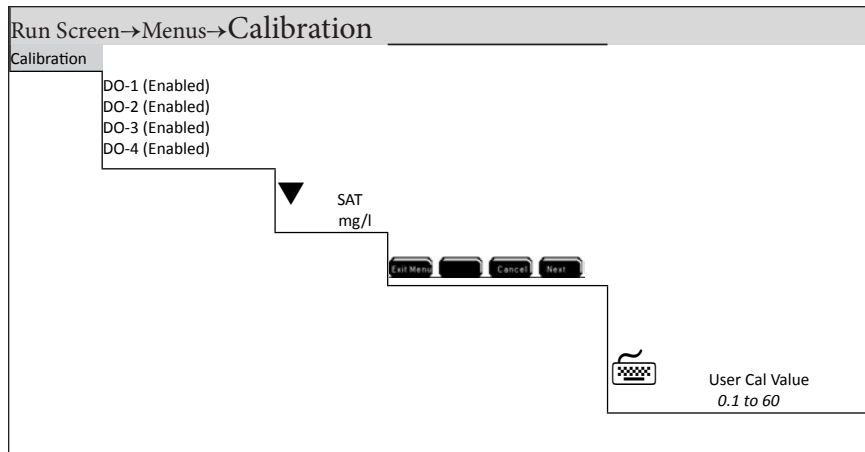 Run Screen→Menus→Calibration
Calibration
DO-1 (Enabled)
DO-2 (Enabled)
DO-3 (Enabled)
DO-4 (Enabled)
SAT
mg/l
Exit Menu Cancel Next
User Cal Value
0.1 to 60